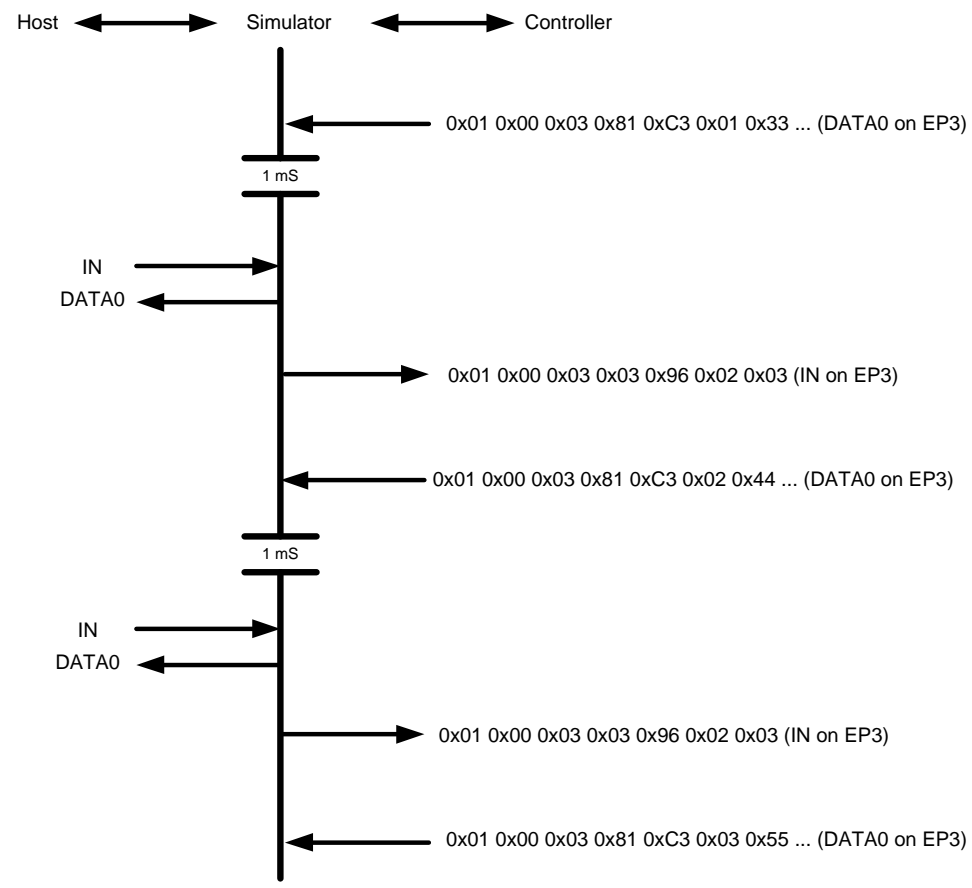 Host Simulator Controller
0x01 0x00 0x03 0x81 0xC3 0x01 0x33 ... (DATA0 on EP3)
1 mS
IN
DATA0
0x01 0x00 0x03 0x03 0x96 0x02 0x03 (IN on EP3)
0x01 0x00 0x03 0x81 0xC3 0x02 0x44 ... (DATA0 on EP3)
1 mS
IN
DATA0
0x01 0x00 0x03 0x03 0x96 0x02 0x03 (IN on EP3)
0x01 0x00 0x03 0x81 0xC3 0x03 0x55 ... (DATA0 on EP3)